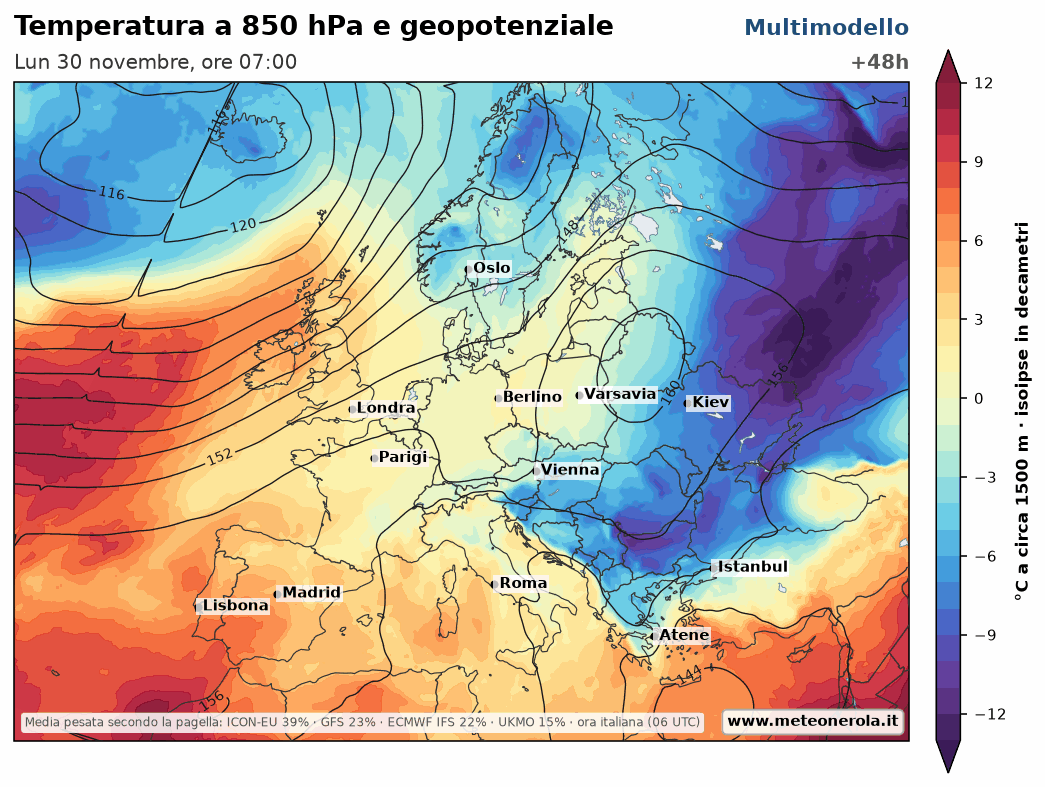 Temperatura a 850 hPa e geopotenziale
Multimodello
Lun 30 novembre, ore 07:00
+48h
116
116
120
148
152
156
160
156
144
Oslo
Londra
Berlino
Varsavia
Kiev
Parigi
Vienna
Lisbona
Madrid
Roma
Istanbul
Atene
Media pesata secondo la pagella: ICON-EU 39% · GFS 23% · ECMWF IFS 22% · UKMO 15% · ora italiana (06 UTC)
www.meteonerola.it
12
9
6
3
0
−3
−6
−9
−12
°C a circa 1500 m · isoipse in decametri